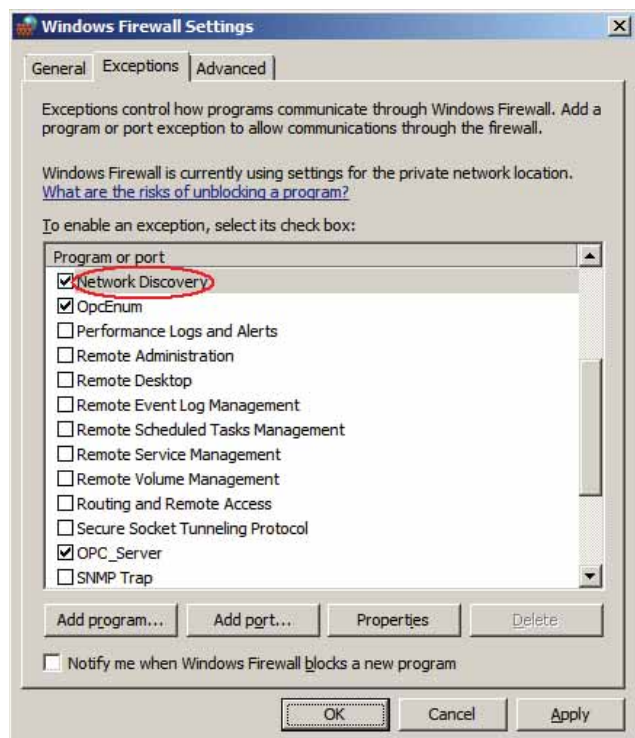 Windows Firewall Settings
General Exceptions Advanced
Exceptions control how programs communicate through Windows Firewall. Add a
program or port exception to allow communications through the firewall.
Windows Firewall is currently using settings for the private network location.
What are the risks of unblocking a program?
To enable an exception, select its check box:
Program or port
Network Discovery
OpcEnum
Performance Logs and Alerts
Remote Administration
Remote Desktop
Remote Event Log Management
Remote Scheduled Tasks Management
Remote Service Management
Remote Volume Management
Routing and Remote Access
Secure Socket Tunneling Protocol
OPC_Server
SNMP Trap
Add program... Add port... Properties Delete
Notify me when Windows Firewall blocks a new program
OK Cancel Apply